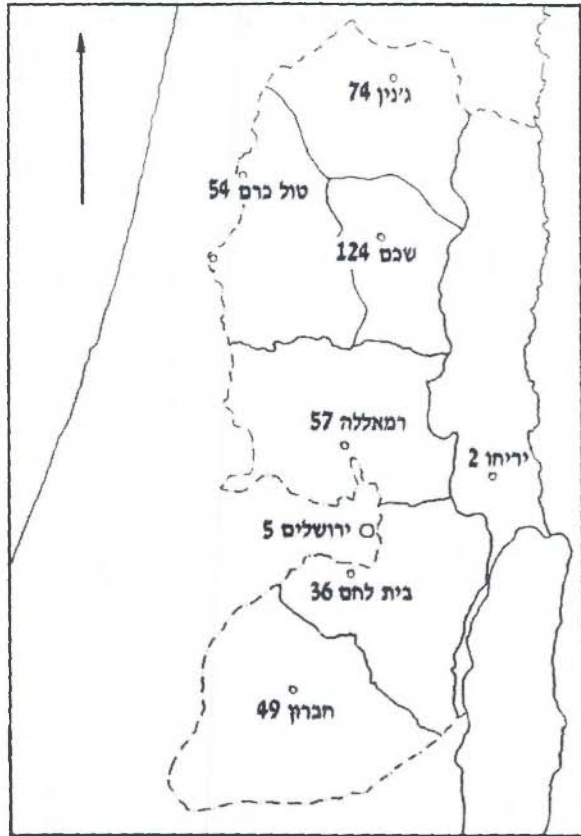 ג׳נין 74
טול כרם 54
שכם 124
רמאללה 57
יריחו 2
ירושלים 5
בית לחם 36
חברון 49